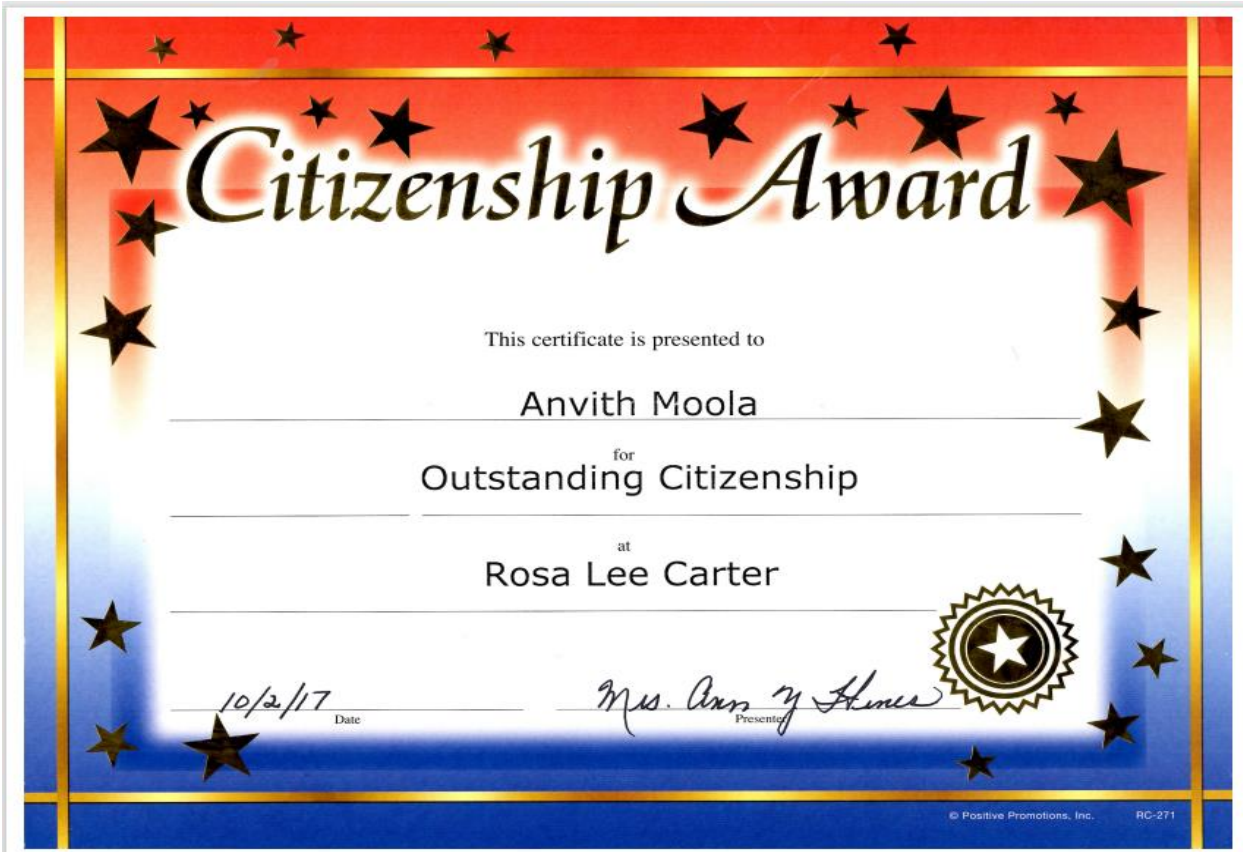 Citizenship Award
This certificate is presented to
Anvith Moola
for
Outstanding Citizenship
at
Rosa Lee Carter
10/2/17
Date
Mrs. Ann Y Hines
Presenter
© Positive Promotions, Inc. RC-271